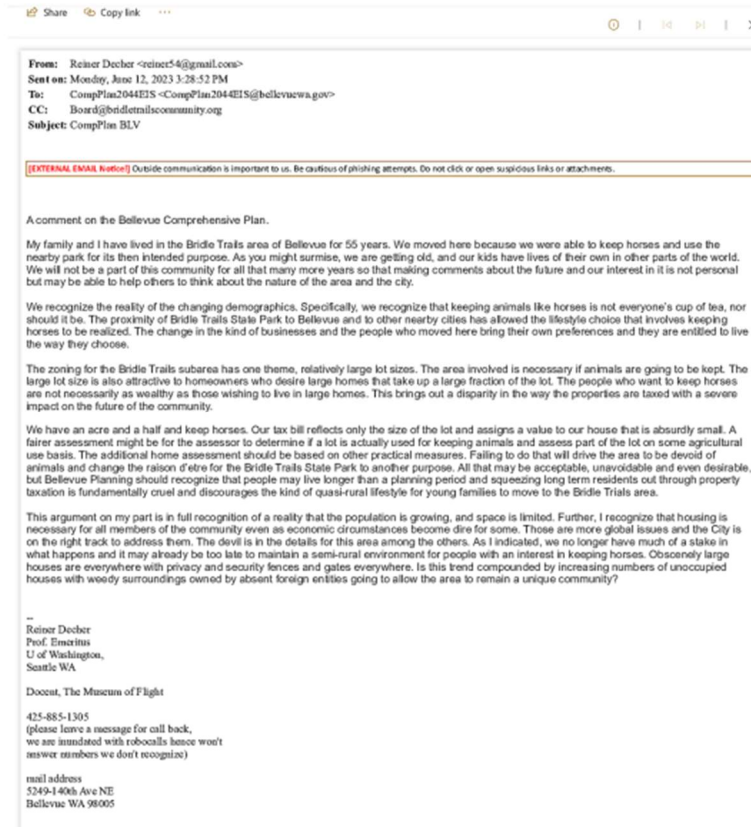 Share Copy link ...
From: Reiner Decher <reiner54@gmail.com>
Sent on: Monday, June 12, 2023 3:28:52 PM
To: CompPlan2044EIS <CompPlan2044EIS@bellevuewa.gov>
CC: Board@bridletrailscommunity.org
Subject: CompPlan BLV
[EXTERNAL EMAIL Notice!] Outside communication is important to us. Be cautious of phishing attempts. Do not click or open suspicious links or attachments.
A comment on the Bellevue Comprehensive Plan.
My family and I have lived in the Bridle Trails area of Bellevue for 55 years. We moved here because we were able to keep horses and use the
nearby park for its then intended purpose. As you might surmise, we are getting old, and our kids have lives of their own in other parts of the world.
We will not be a part of this community for all that many more years so that making comments about the future and our interest in it is not personal
but may be able to help others to think about the nature of the area and the city.
We recognize the reality of the changing demographics. Specifically, we recognize that keeping animals like horses is not everyone's cup of tea, nor
should it be. The proximity of Bridle Trails State Park to Bellevue and to other nearby cities has allowed the lifestyle choice that involves keeping
horses to be realized. The change in the kind of businesses and the people who moved here bring their own preferences and they are entitled to live
the way they choose.
The zoning for the Bridle Trails subarea has one theme, relatively large lot sizes. The area involved is necessary if animals are going to be kept. The
large lot size is also attractive to homeowners who desire large homes that take up a large fraction of the lot. The people who want to keep horses
are not necessarily as wealthy as those wishing to live in large homes. This brings out a disparity in the way the properties are taxed with a severe
impact on the future of the community.
We have an acre and a half and keep horses. Our tax bill reflects only the size of the lot and assigns a value to our house that is absurdly small. A
fairer assessment might be for the assessor to determine if a lot is actually used for keeping animals and assess part of the lot on some agricultural
use basis. The additional home assessment should be based on other practical measures. Failing to do that will drive the area to be devoid of
animals and change the raison d'etre for the Bridle Trails State Park to another purpose. All that may be acceptable, unavoidable and even desirable,
but Bellevue Planning should recognize that people may live longer than a planning period and squeezing long term residents out through property
taxation is fundamentally cruel and discourages the kind of quasi-rural lifestyle for young families to move to the Bridle Trials area.
This argument on my part is in full recognition of a reality that the population is growing, and space is limited. Further, I recognize that housing is
necessary for all members of the community even as economic circumstances become dire for some. Those are more global issues and the City is
on the right track to address them. The devil is in the details for this area among the others. As I indicated, we no longer have much of a stake in
what happens and it may already be too late to maintain a semi-rural environment for people with an interest in keeping horses. Obscenely large
houses are everywhere with privacy and security fences and gates everywhere. Is this trend compounded by increasing numbers of unoccupied
houses with weedy surroundings owned by absent foreign entities going to allow the area to remain a unique community?
--
Reiner Decher
Prof. Emeritus
U of Washington,
Seattle WA
Docent, The Museum of Flight
425-885-1305
(please leave a message for call back,
we are inundated with robocalls hence won't
answer numbers we don't recognize)
mail address
5249-140th Ave NE
Bellevue WA 98005